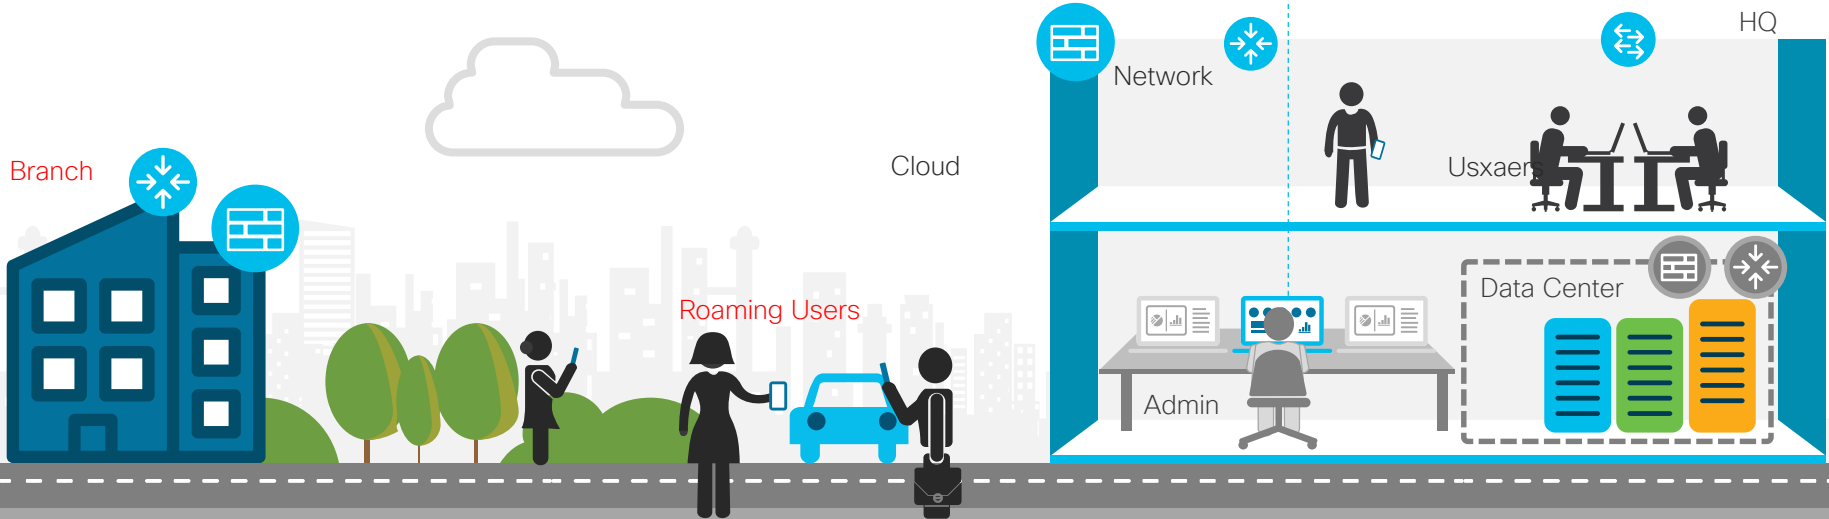 HQ
Network
Branch
Cloud
Usxaers
Roaming Users
Data Center
Admin